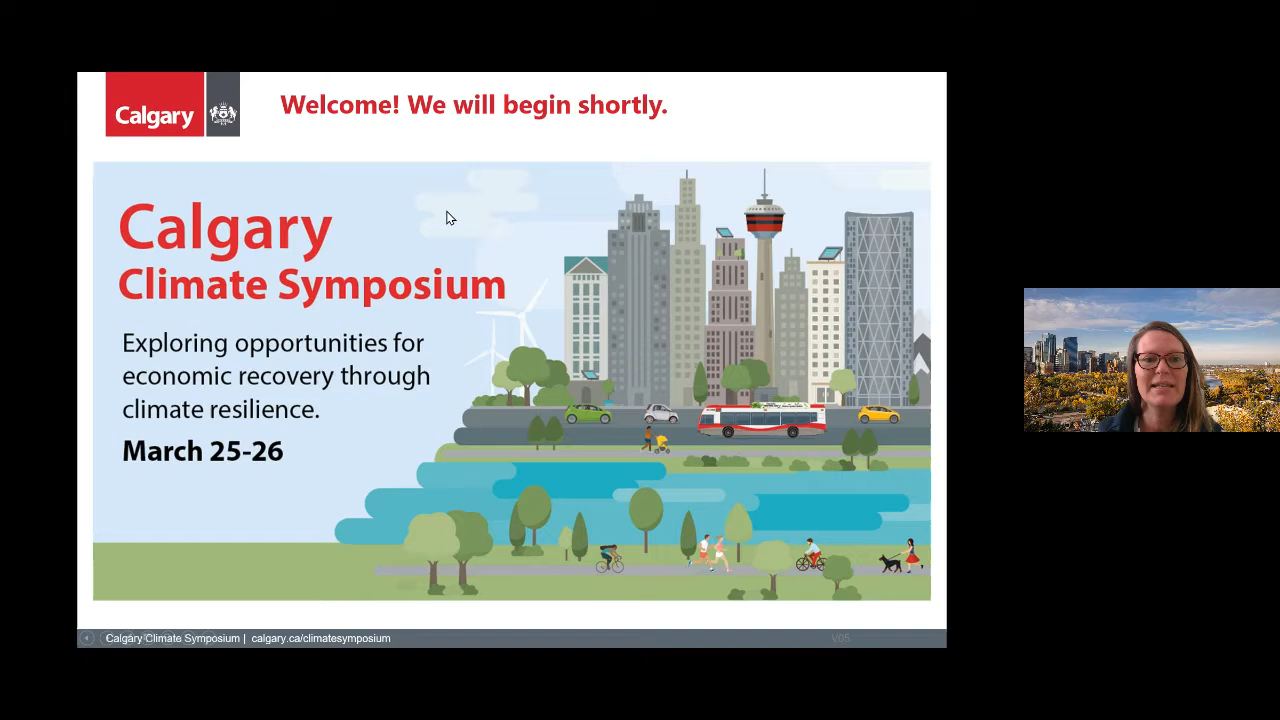 Calgary
Welcome! We will begin shortly.
Calgary
Climate Symposium
Exploring opportunities for
economic recovery through
climate resilience.
March 25-26
Calgary Climate Symposium | calgary.ca/climatesymposium
V05